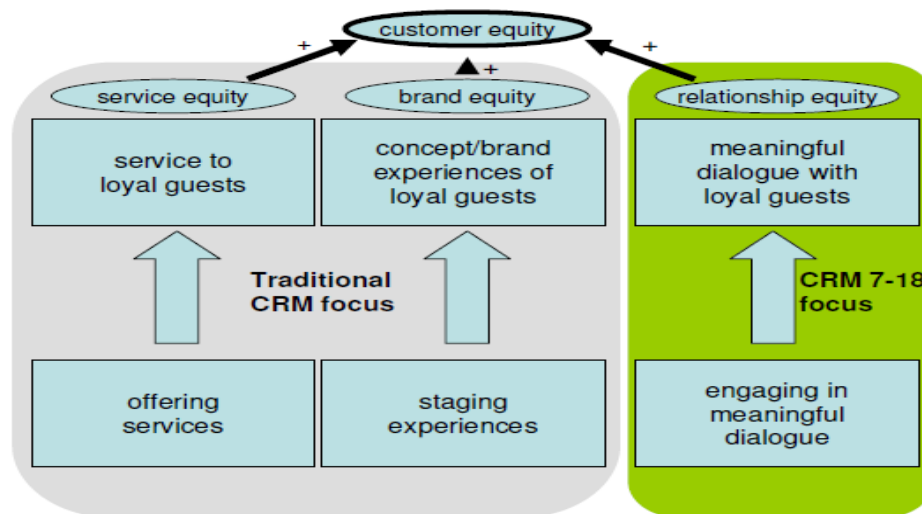 customer equity
+
+
+
service equity
brand equity
relationship equity
service to
loyal guests
concept/brand
experiences of
loyal guests
meaningful
dialogue with
loyal guests
Traditional
CRM focus
CRM 7-18
focus
offering
services
staging
experiences
engaging in
meaningful
dialogue